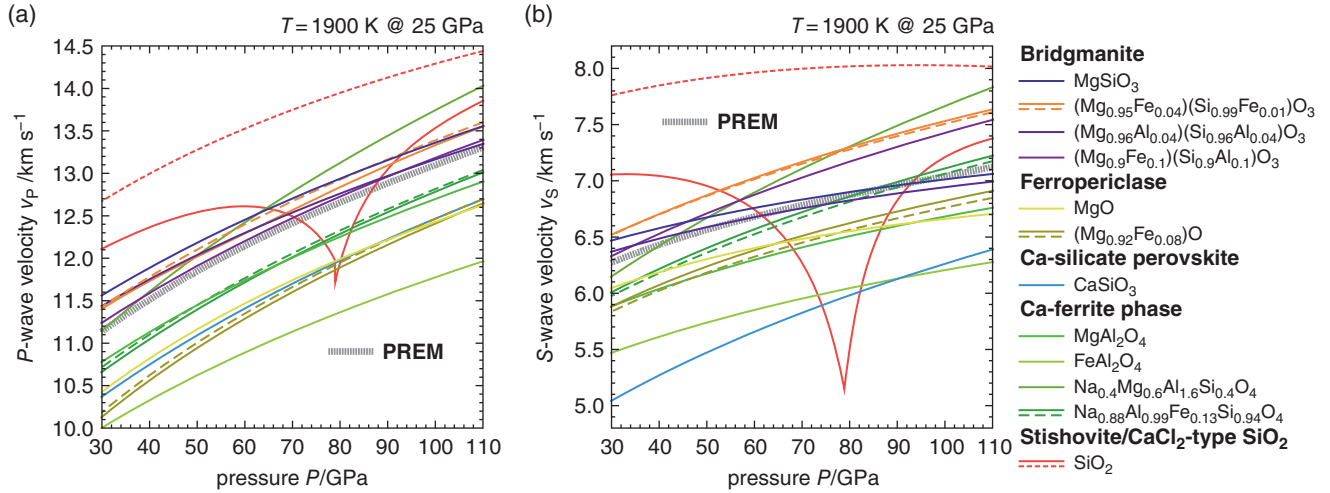 (a)
T = 1900 K @ 25 GPa
14.5
14.0
13.5
13.0
12.5
12.0
11.5
11.0
10.5
10.0
P-wave velocity vP /km s−1
PREM
30 40 50 60 70 80 90 100 110
pressure P/GPa
(b)
T = 1900 K @ 25 GPa
8.0
7.5
7.0
6.5
6.0
5.5
5.0
S-wave velocity vS /km s−1
PREM
30 40 50 60 70 80 90 100 110
pressure P/GPa
Bridgmanite
MgSiO3
(Mg0.95Fe0.04)(Si0.99Fe0.01)O3
(Mg0.96Al0.04)(Si0.96Al0.04)O3
(Mg0.9Fe0.1)(Si0.9Al0.1)O3
Ferropericlase
MgO
(Mg0.92Fe0.08)O
Ca-silicate perovskite
CaSiO3
Ca-ferrite phase
MgAl2O4
FeAl2O4
Na0.4Mg0.6Al1.6Si0.4O4
Na0.88Al0.99Fe0.13Si0.94O4
Stishovite/CaCl2-type SiO2
SiO2